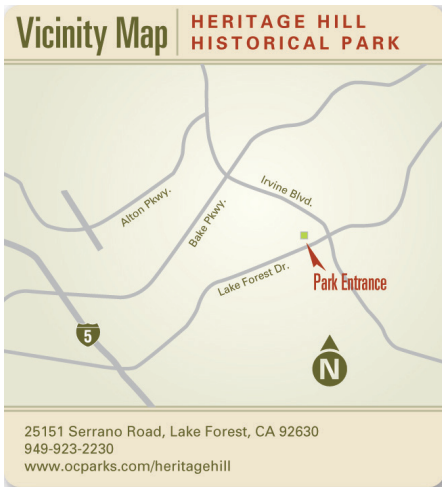 Vicinity Map
HERITAGE HILL
HISTORICAL PARK
Irvine Blvd.
Alton Pkwy.
Bake Pkwy.
Lake Forest Dr.
Park Entrance
5
N
25151 Serrano Road, Lake Forest, CA 92630
949-923-2230
www.ocparks.com/heritagehill